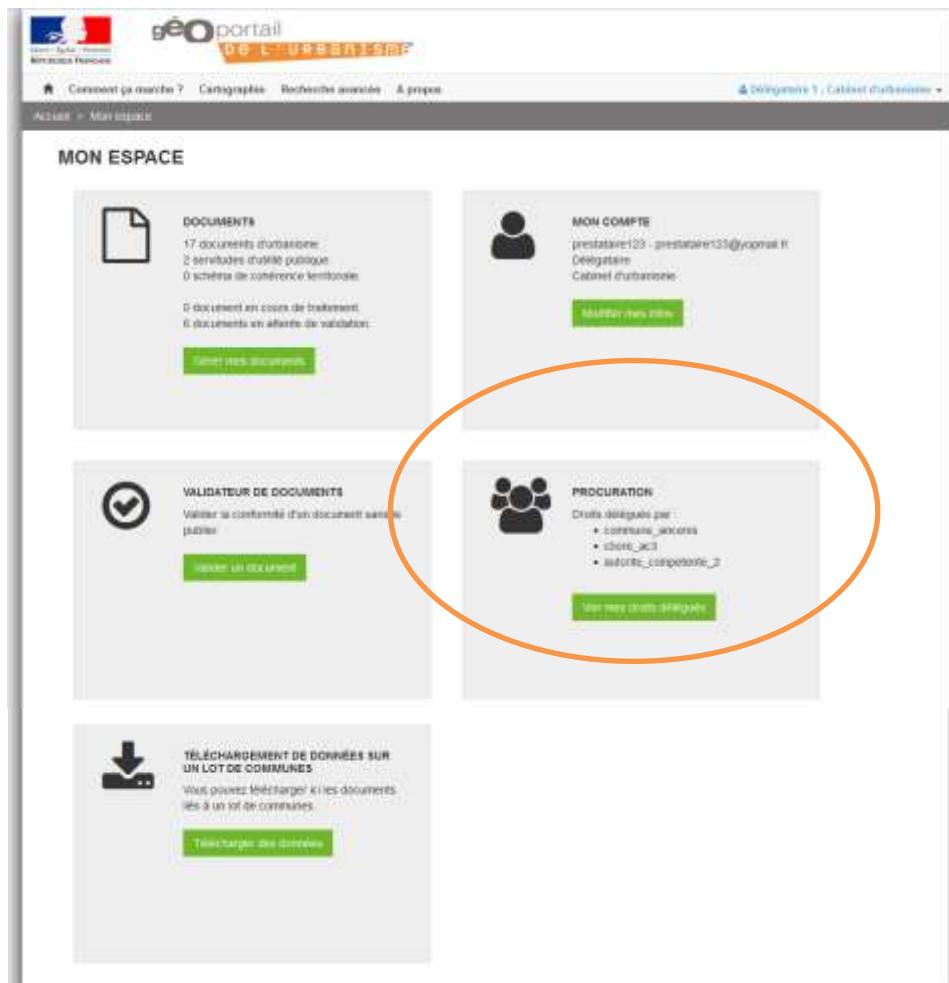 géoportail
DE L'URBANISME
Liberté • Égalité • Fraternité
RÉPUBLIQUE FRANÇAISE
Comment ça marche ? Cartographie Recherche avancée A propos
Délégataire 1 , Cabinet d'urbanisme
Accueil > Mon espace
MON ESPACE
DOCUMENTS
17 documents d'urbanisme
2 servitudes d'utilité publique
0 schéma de cohérence territoriale
0 document en cours de traitement
6 documents en attente de validation
Gérer mes documents
MON COMPTE
prestataire123 - prestataire123@yopmail.fr
Délégataire
Cabinet d'urbanisme
Modifier mes infos
VALIDATEUR DE DOCUMENTS
Valider la conformité d'un document sans le
publier
Valider un document
PROCURATION
Droits délégués par :
• commune_ancenis
• autorite_competente_2
Voir mes droits délégués
TÉLÉCHARGEMENT DE DONNÉES SUR
UN LOT DE COMMUNES
Vous pouvez télécharger ici les documents
liés à un lot de communes.
Télécharger des données